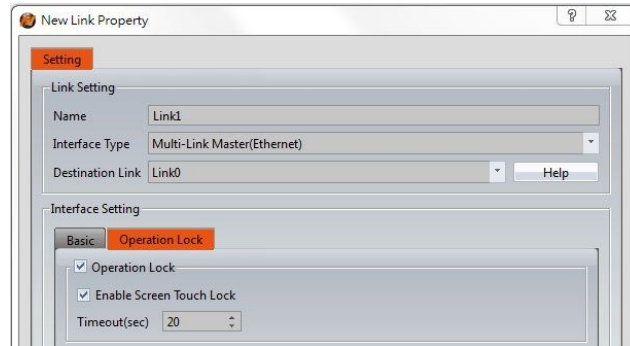 New Link Property
Setting
Link Setting
Name Link1
Interface Type Multi-Link Master(Ethernet)
Destination Link Link0 Help
Interface Setting
Basic Operation Lock
Operation Lock
Enable Screen Touch Lock
Timeout(sec) 20